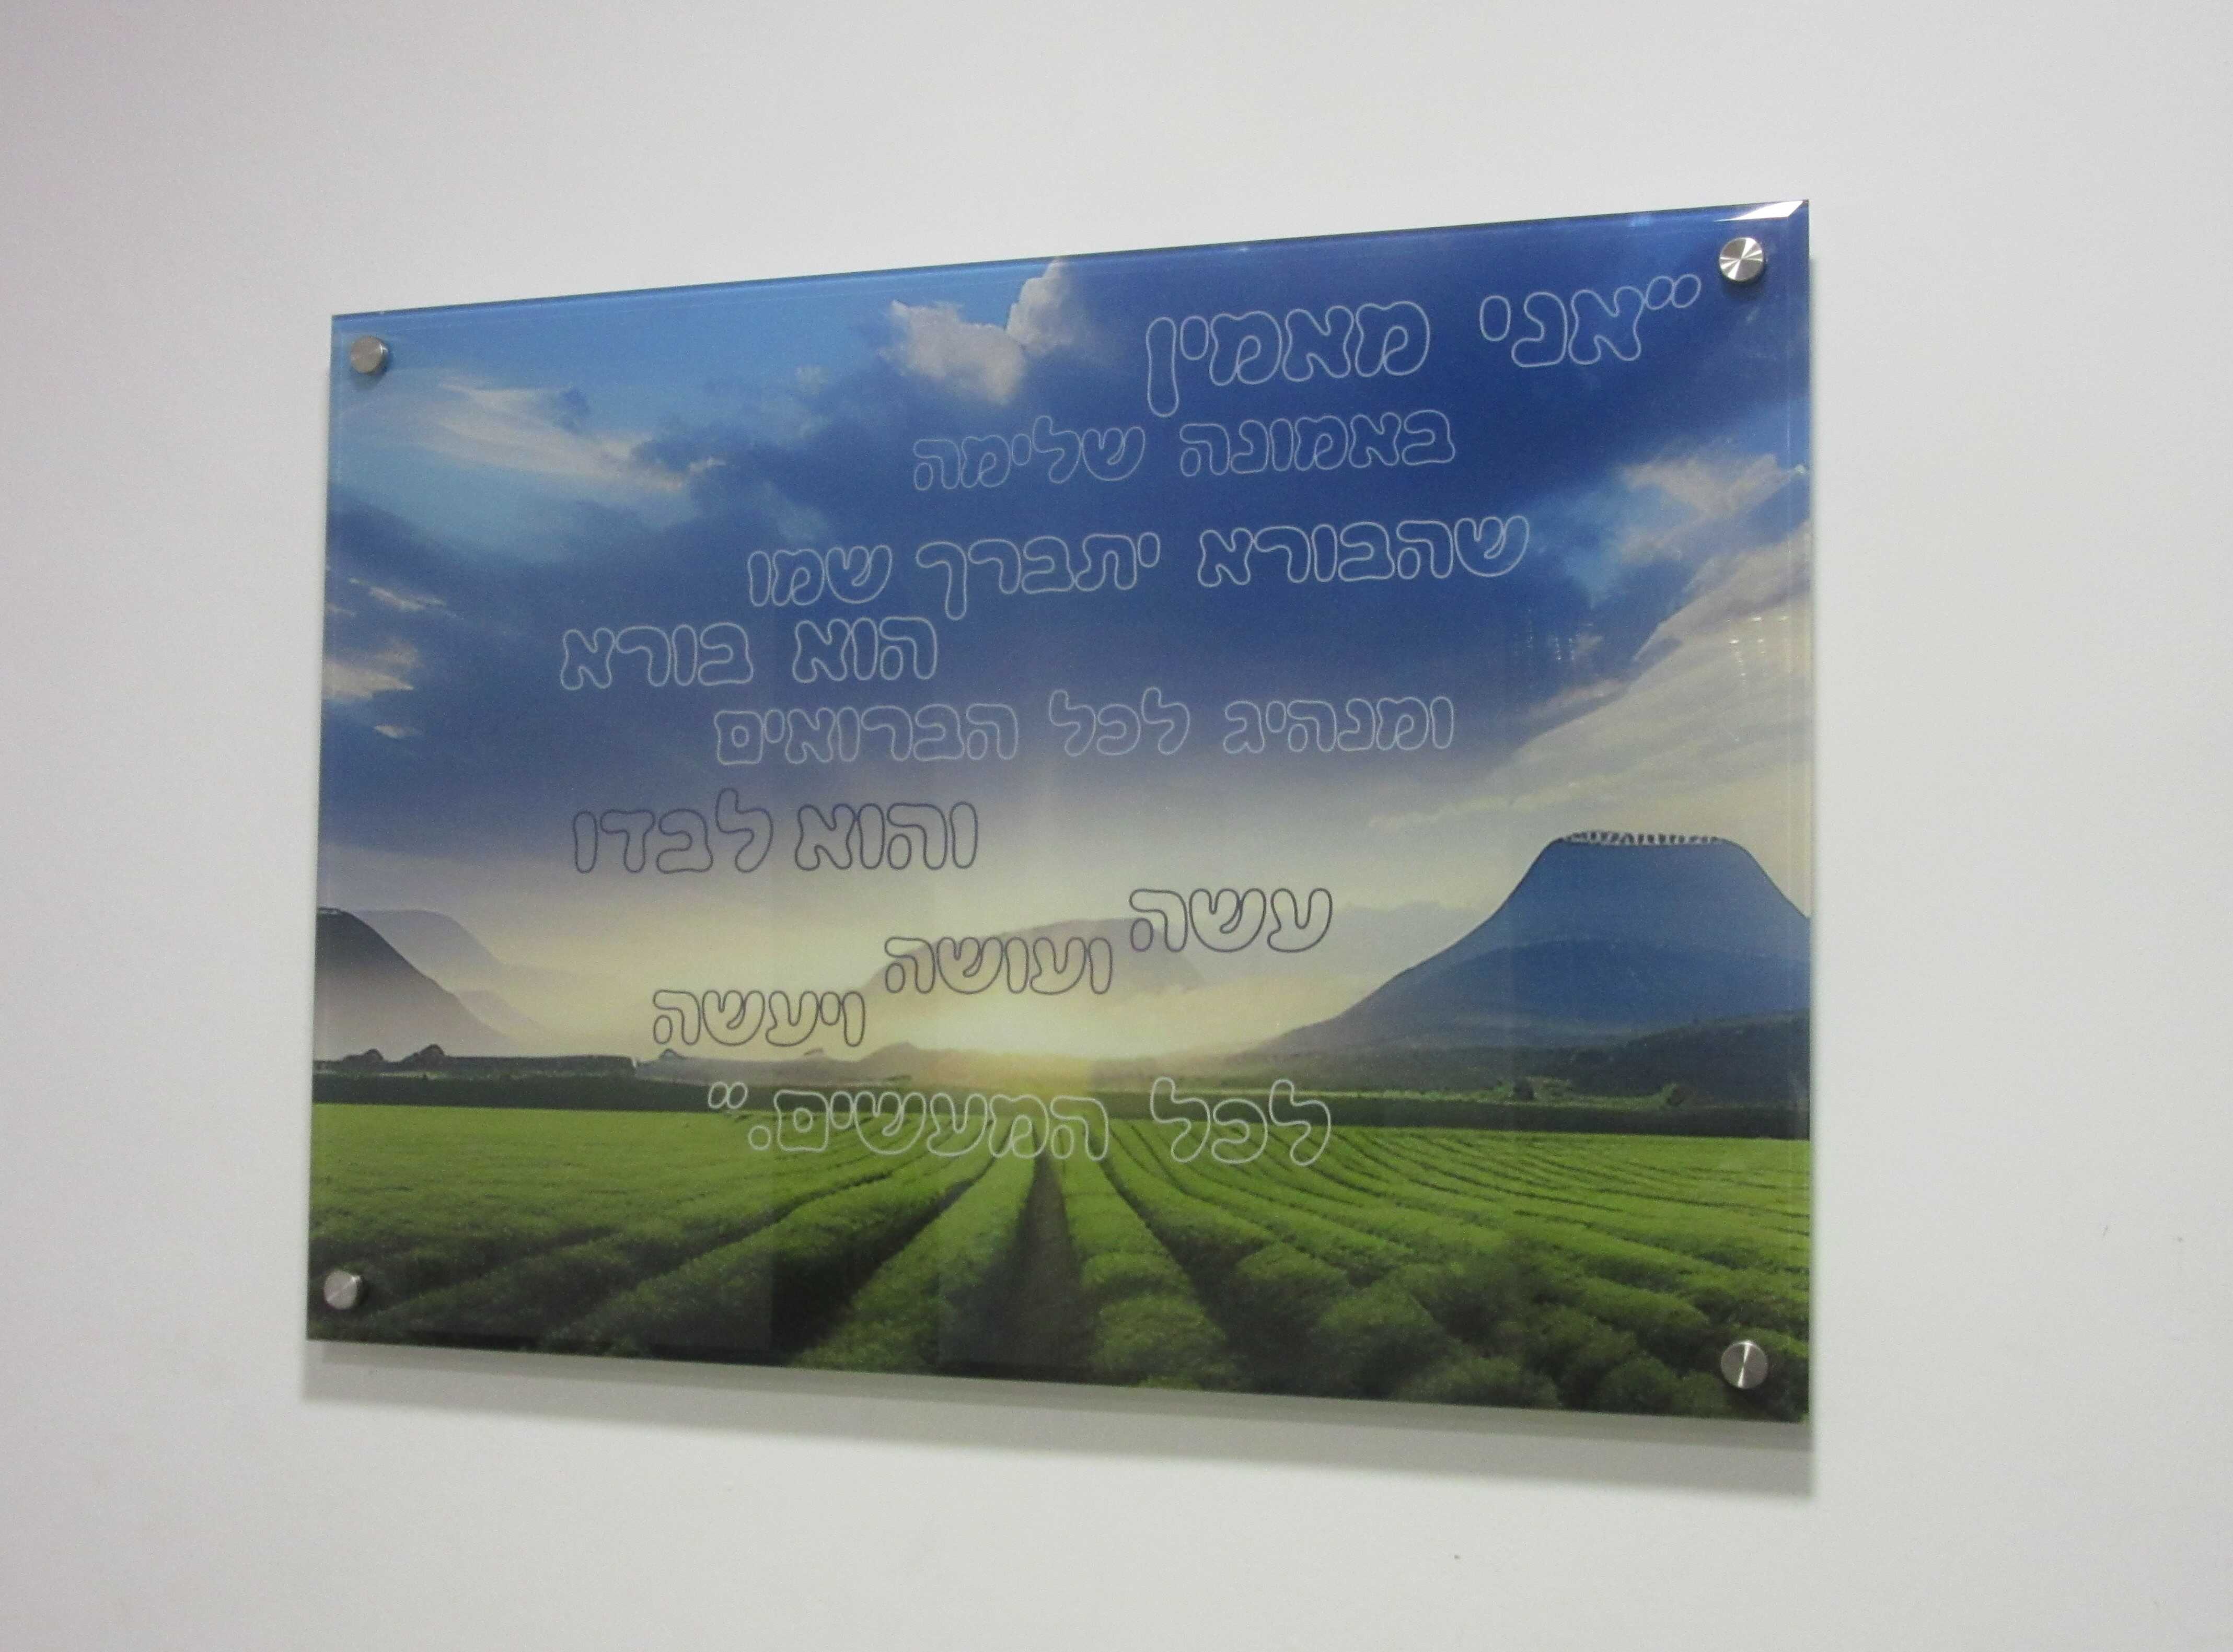 "אני מאמין
באמונה שלימה
שהבורא יתברך שמו
הוא בורא
ומנהיג לכל הברואים
והוא לבדו
עשה
ועושה
ויעשה
לכל המעשים."